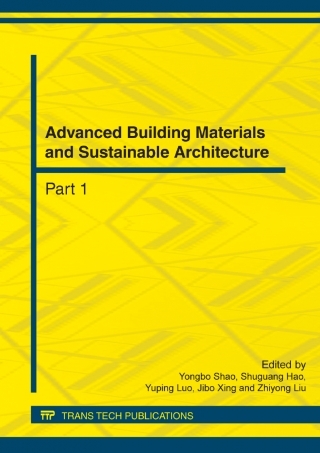 Advanced Building Materials
and Sustainable Architecture
Part 1
Edited by
Yongbo Shao, Shuguang Hao,
Yuping Luo, Jibo Xing and Zhiyong Liu
TTP TRANS TECH PUBLICATIONS